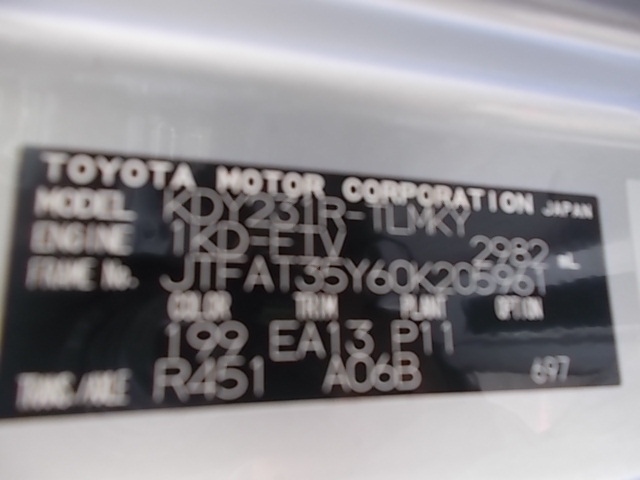 TOYOTA MOTOR CORPORATION JAPAN
MODEL KDY231R-TLMKY
ENGINE 1KD-FTV 2982 mL
FRAME No.
COLOR TRIM PLANT OPTION
199 EA13 P11
TRANS/AXLE R451 A06B 697